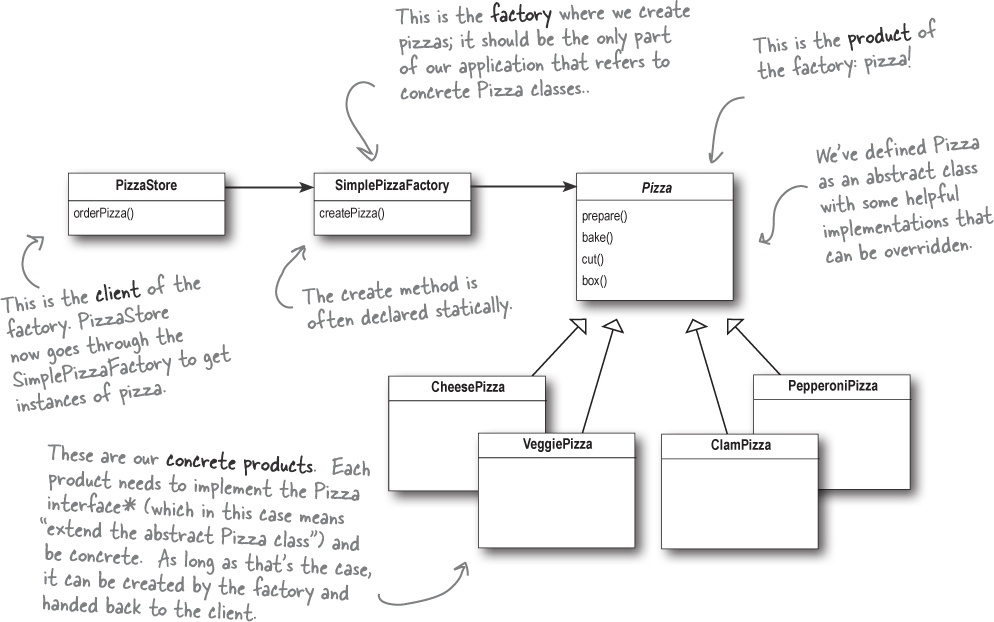 This is the factory where we create
pizzas; it should be the only part
of our application that refers to
concrete Pizza classes..
This is the product of
the factory: pizza!
We've defined Pizza
as an abstract class
with some helpful
implementations that
can be overridden.
PizzaStore
orderPizza()
SimplePizzaFactory
createPizza()
Pizza
prepare()
bake()
cut()
box()
This is the client of the
factory. PizzaStore
now goes through the
SimplePizzaFactory to get
instances of pizza.
The create method is
often declared statically.
CheesePizza
VeggiePizza
ClamPizza
PepperoniPizza
These are our concrete products. Each
product needs to implement the Pizza
interface* (which in this case means
“extend the abstract Pizza class”) and
be concrete. As long as that's the case,
it can be created by the factory and
handed back to the client.